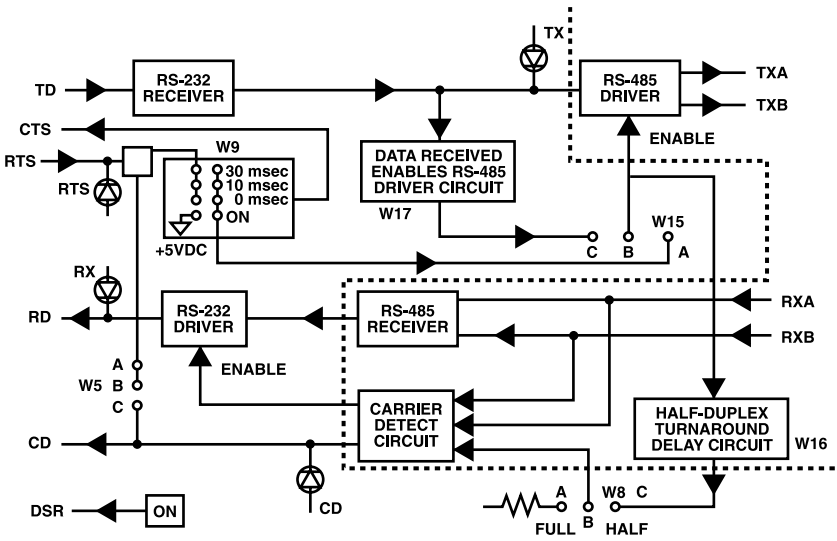 TX
TD
RS-232
RECEIVER
RS-485
DRIVER
TXA
TXB
CTS
ENABLE
W9
RTS
30 msec
10 msec
0 msec
ON
DATA RECEIVED
ENABLES RS-485
DRIVER CIRCUIT
RTS
W17
W15
+5VDC
C
B
A
RX
RD
RS-232
DRIVER
RS-485
RECEIVER
RXA
RXB
ENABLE
A
W5 B
C
CARRIER
DETECT
CIRCUIT
HALF-DUPLEX
TURNAROUND
DELAY CIRCUIT
W16
CD
A W8 C
CD
B
FULL HALF
DSR
ON